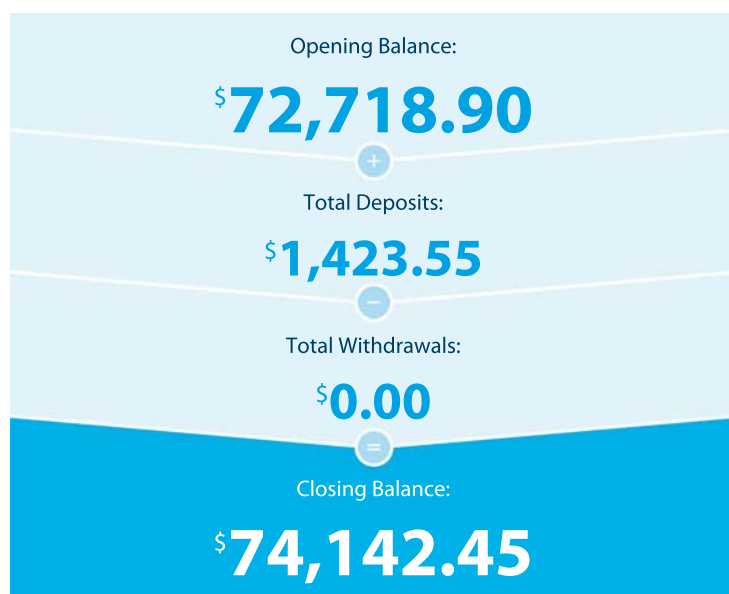 Opening Balance:
$72,718.90
+
Total Deposits:
$1,423.55
−
Total Withdrawals:
$0.00
=
Closing Balance:
$74,142.45